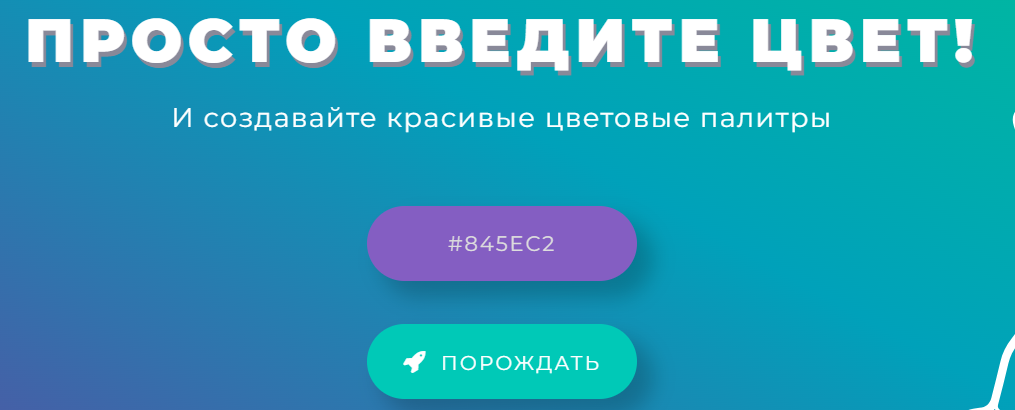 ПРОСТО ВВЕДИТЕ ЦВЕТ!
И создавайте красивые цветовые палитры
#845EC2
ПОРОЖДАТЬ